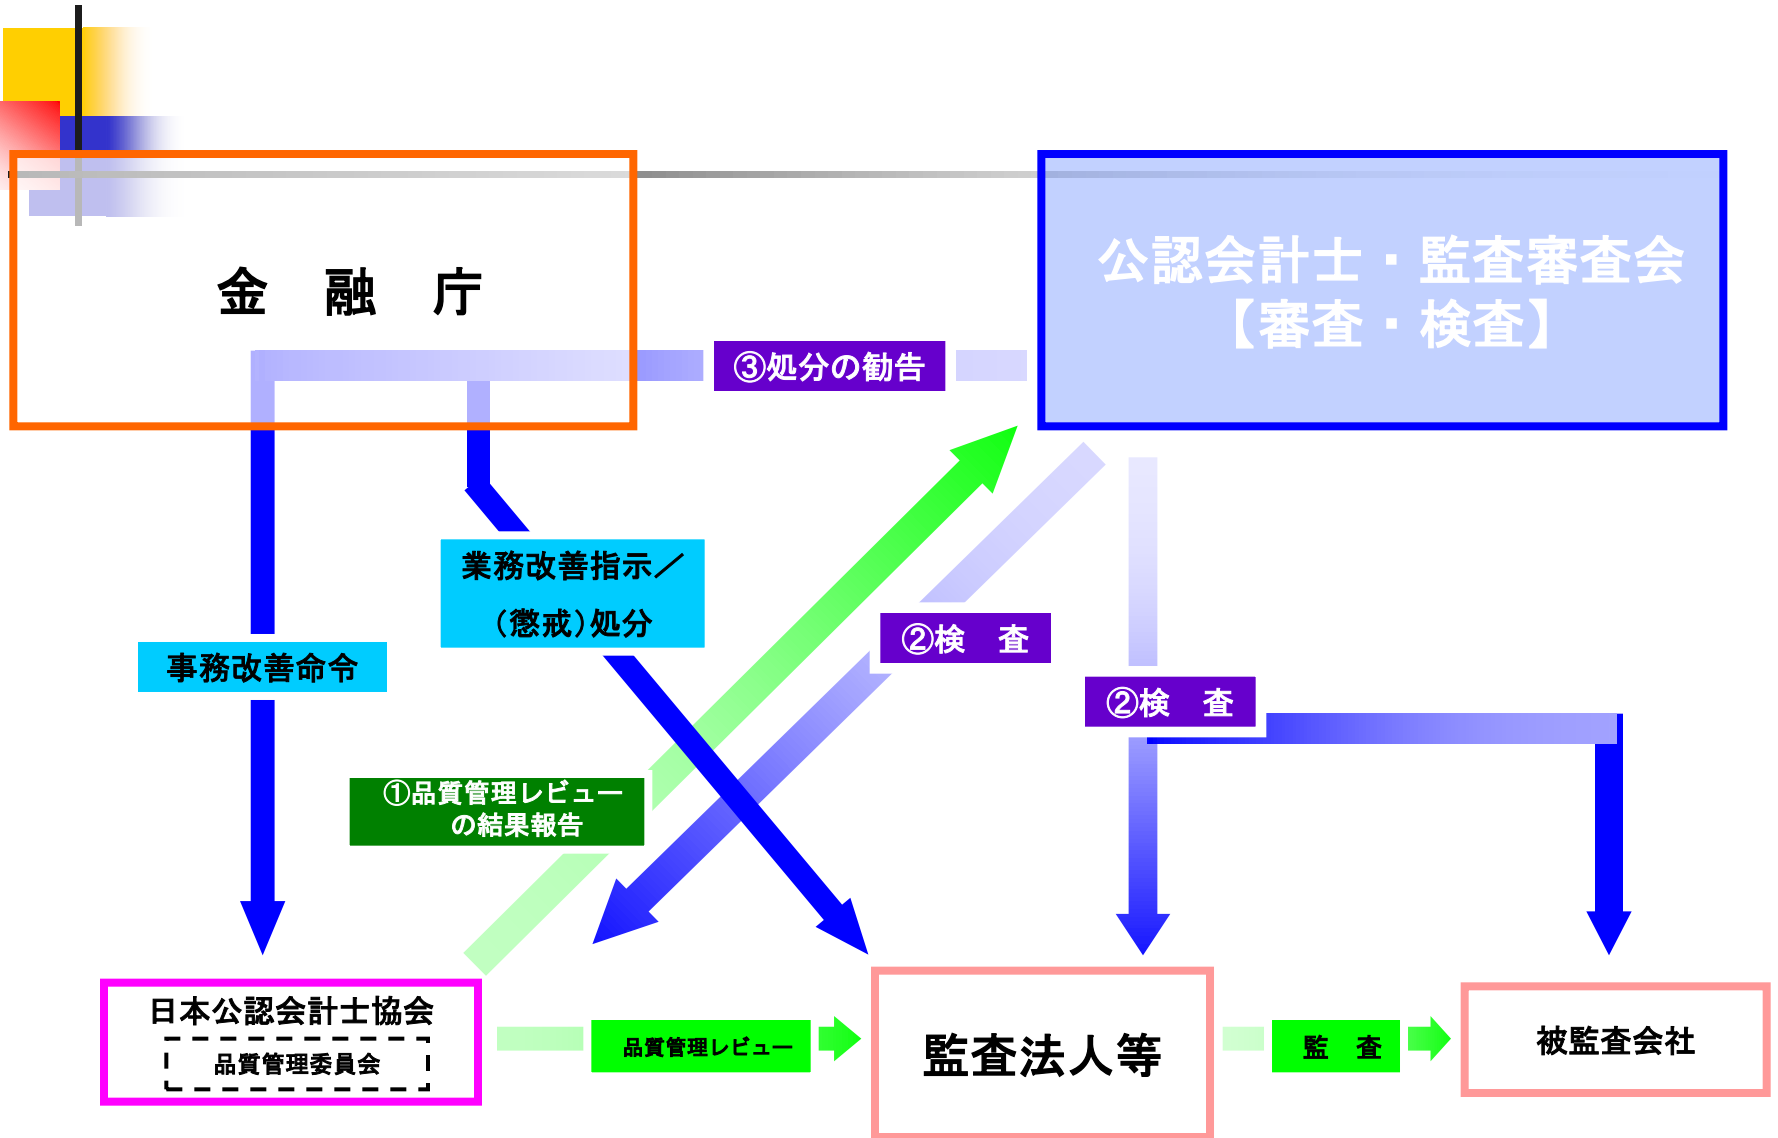 金　融　庁
公認会計士・監査審査会
【審査・検査】
③処分の勧告
業務改善指示／
（懲戒）処分
②検　査
事務改善命令
②検　査
①品質管理レビュー
の結果報告
日本公認会計士協会
品質管理委員会
品質管理レビュー
監査法人等
監　査
被監査会社